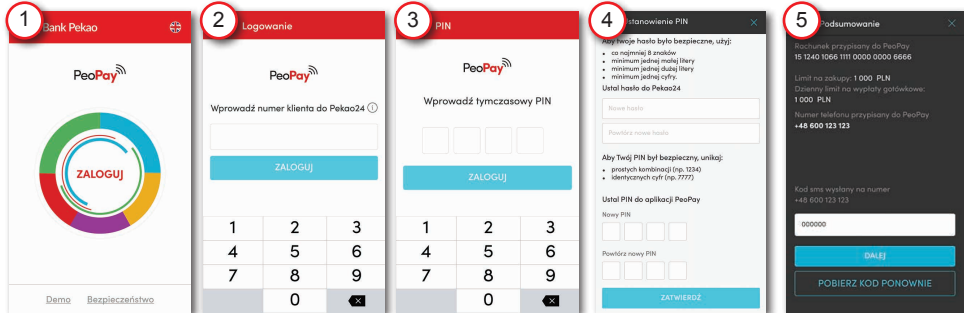 1
Bank Pekao
PeoPay
ZALOGUJ
Demo Bezpieczeństwo
2
Logowanie
PeoPay
Wprowadź numer klienta do Pekao24
ZALOGUJ
1 2 3
4 5 6
7 8 9
0
3
PIN
PeoPay
Wprowadź tymczasowy PIN
ZALOGUJ
1 2 3
4 5 6
7 8 9
0
4
Ustanowienie PIN
Aby twoje hasło było bezpieczne, użyj:
• co najmniej 8 znaków
• minimum jednej małej litery
• minimum jednej dużej litery
• minimum jednej cyfry.
Ustal hasło do Pekao24
Nowe hasło
Powtórz nowe hasło
Aby Twój PIN był bezpieczny, unikaj:
• prostych kombinacji (np. 1234)
• identycznych cyfr (np. 7777)
Ustal PIN do aplikacji PeoPay
Nowy PIN
Powtórz nowy PIN
ZATWIERDŹ
5
Podsumowanie
Rachunek przypisany do PeoPay
15 1240 1066 1111 0000 0000 6666
Limit na zakupy: 1 000 PLN
Dzienny limit na wypłaty gotówkowe:
1 000 PLN
Numer telefonu przypisany do PeoPay
+48 600 123 123
Kod sms wysłany na numer
+48 600 123 123
000000
DALEJ
POBIERZ KOD PONOWNIE